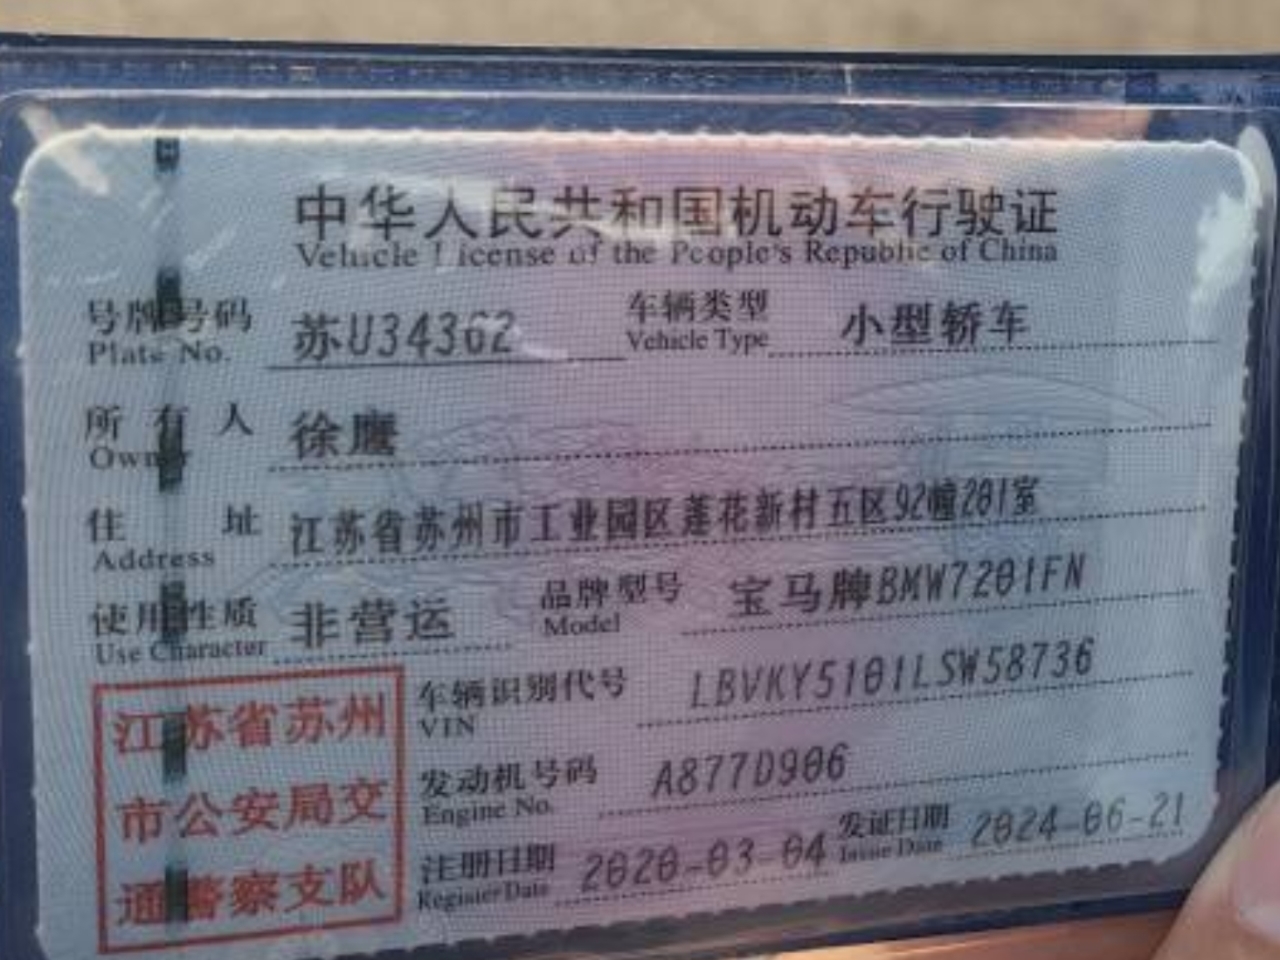 中华人民共和国机动车行驶证
Vehicle License of the People's Republic of China
号牌号码 苏U34362 车辆类型 小型轿车
Plate No. Vehicle Type
所有人 徐鹰
Owner
住址 江苏省苏州市工业园区莲花新村五区92幢201室
Address
使用性质 非营运 品牌型号 宝马牌BMW7201FN
Use Character Model
车辆识别代号 LBVKY5101LSW58736
VIN
发动机号码 A877D906
Engine No.
注册日期 2020-03-04 发证日期 2024-06-21
Register Date Issue Date
江苏省苏州
市公安局交
通警察支队